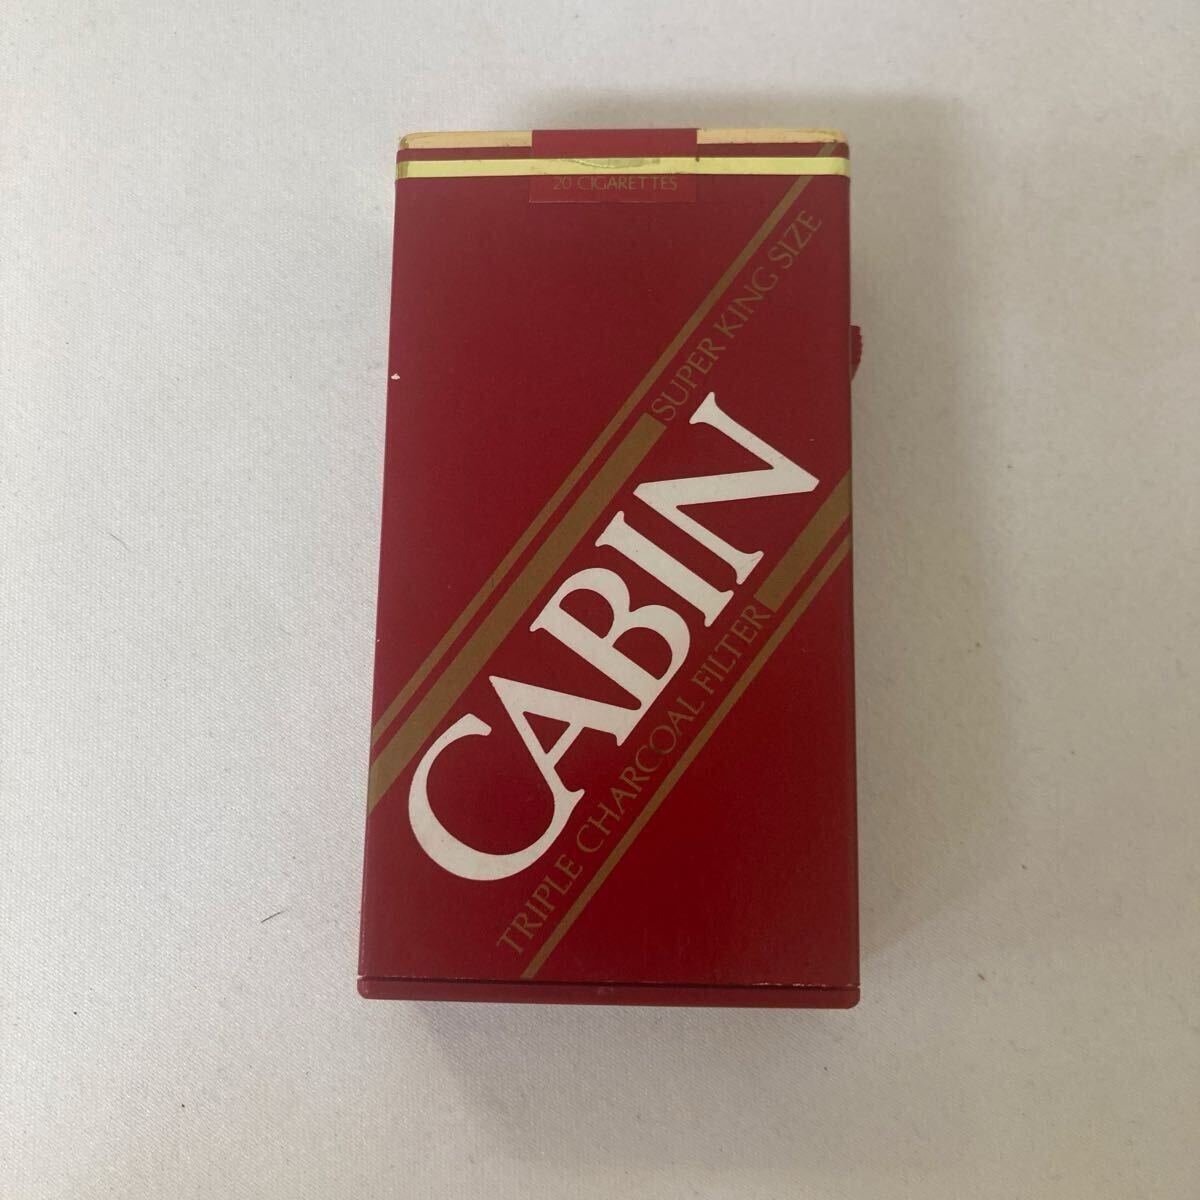 20 CIGARETTES
SUPER KING SIZE
CABIN
TRIPLE CHARCOAL FILTER